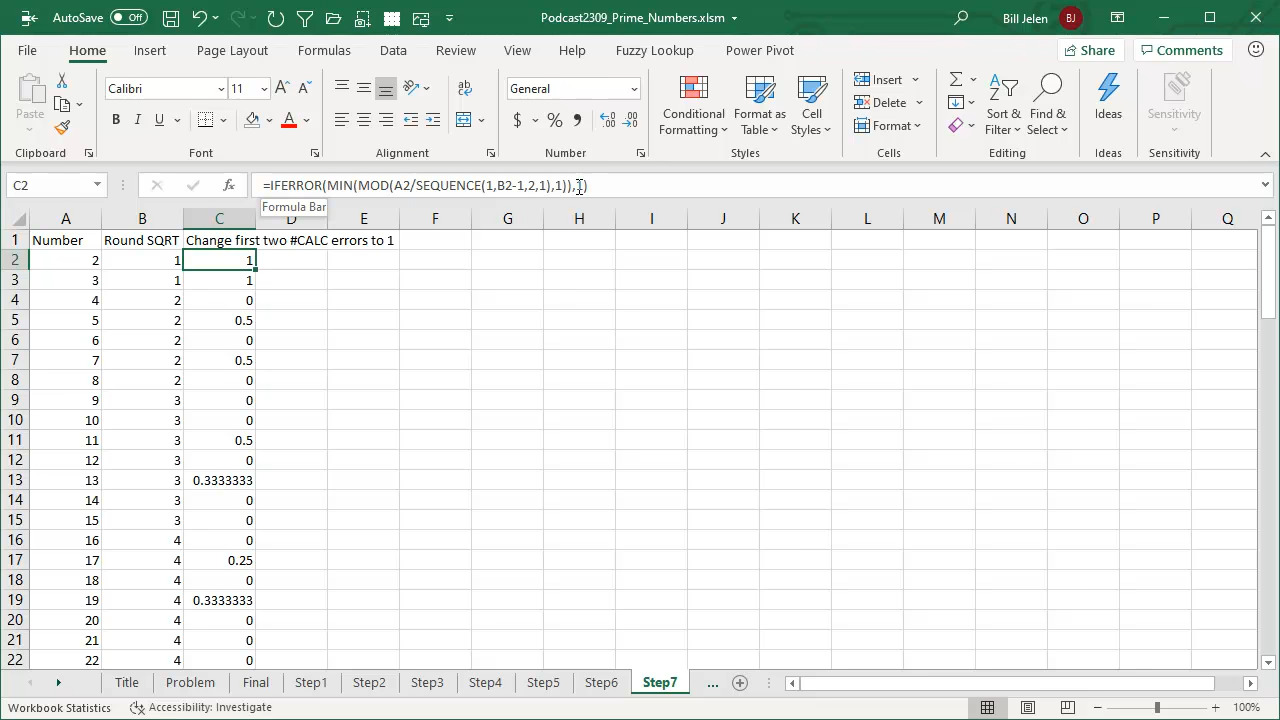 AutoSave Off Podcast2309_Prime_Numbers.xlsm Bill Jelen BJ
File Home Insert Draw Page Layout Formulas Data Review View Help Fuzzy Lookup Power Pivot Share Comments
Paste Calibri 11 General Conditional Formatting Format as Table Cell Styles Insert Delete Format Sort & Filter Find & Select Ideas Sensitivity
Clipboard Font Alignment Number Styles Cells Editing Ideas Sensitivity
C2 fx =IFERROR(MIN(MOD(A2/SEQUENCE(1,B2-1,2,1),1)),1)
Formula Bar
A B C D E F G H I J K L M N O P Q
1 Number Round SQRT Change first two #CALC errors to 1
2 2 1 1
3 3 1 1
4 4 2 0
5 5 2 0.5
6 6 2 0
7 7 2 0.5
8 8 2 0
9 9 3 0
10 10 3 0
11 11 3 0.5
12 12 3 0
13 13 3 0.3333333
14 14 3 0
15 15 3 0
16 16 4 0
17 17 4 0.25
18 18 4 0
19 19 4 0.3333333
20 20 4 0
21 21 4 0
22 22 4 0
Title Problem Final Step1 Step2 Step3 Step4 Step5 Step6 Step7 ...
Workbook Statistics Accessibility: Investigate 100%